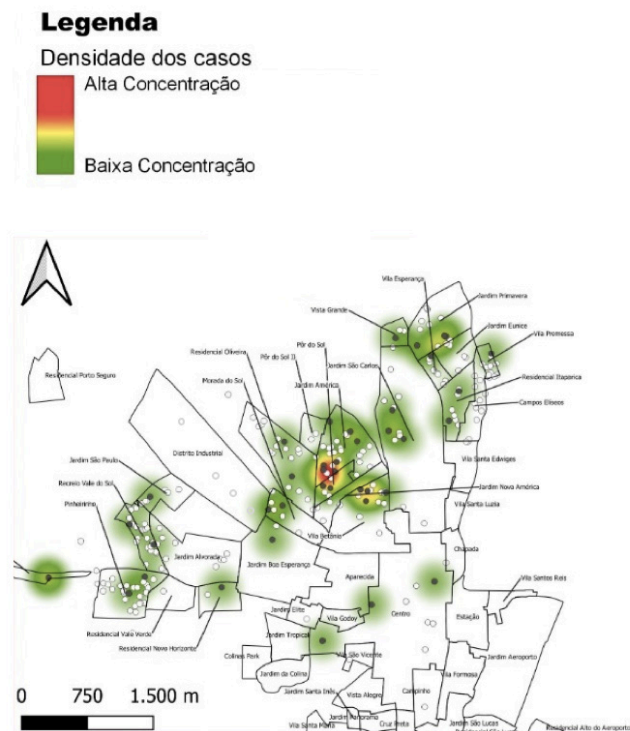 Legenda
Densidade dos casos
Alta Concentração
Baixa Concentração
Vila Esperança
Jardim Primavera
Vista Grande
Jardim Eunice
Residencial Oliveira
Pôr do Sol
Vila Promessa
Pôr do Sol II
Jardim São Carlos
Morada do Sol
Jardim América
Residencial Porto Seguro
Residencial Itaparica
Campos Elíseos
Distrito Industrial
Jardim São Paulo
Vila Santa Edwiges
Recreio Vale do Sol
Jardim Nova América
Pinheirinho
Vila Santa Luzia
Vila Betânia
Jardim Alvorada
Chapada
Jardim Boa Esperança
Aparecida
Vila Santos Reis
Jardim Elite
Centro
Vila Godoy
Estação
Residencial Vale Verde
Jardim Tropical
Residencial Novo Horizonte
Colinas Park
Vila São Vicente
Jardim Aeroporto
Jardim da Colina
Vila Formosa
Jardim Santa Inês
Vista Alegre
Campinho
0 750 1.500 m
Jardim Panorama
Vila Santa Maria
Cruz Preta
Jardim São Lucas
Residencial Alto do Aeroporto